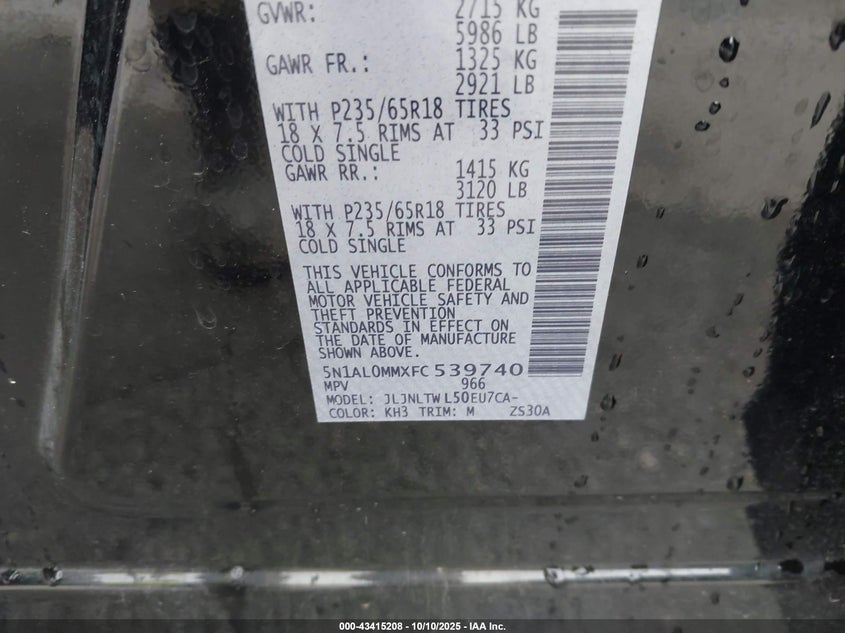 GVWR: 2715 KG
5986 LB
GAWR FR.: 1325 KG
2921 LB
WITH P235/65R18 TIRES
18 X 7.5 RIMS AT 33 PSI
COLD SINGLE
GAWR RR.: 1415 KG
3120 LB
WITH P235/65R18 TIRES
18 X 7.5 RIMS AT 33 PSI
COLD SINGLE
THIS VEHICLE CONFORMS TO
ALL APPLICABLE FEDERAL
MOTOR VEHICLE SAFETY AND
THEFT PREVENTION
STANDARDS IN EFFECT ON
THE DATE OF MANUFACTURE
SHOWN ABOVE.
5N1AL0MMXFC539740
MPV 966
MODEL: JLJNLTWL50EU7CA-
COLOR: KH3 TRIM: M ZS30A
000-43415208 - 10/10/2025 - IAA Inc.